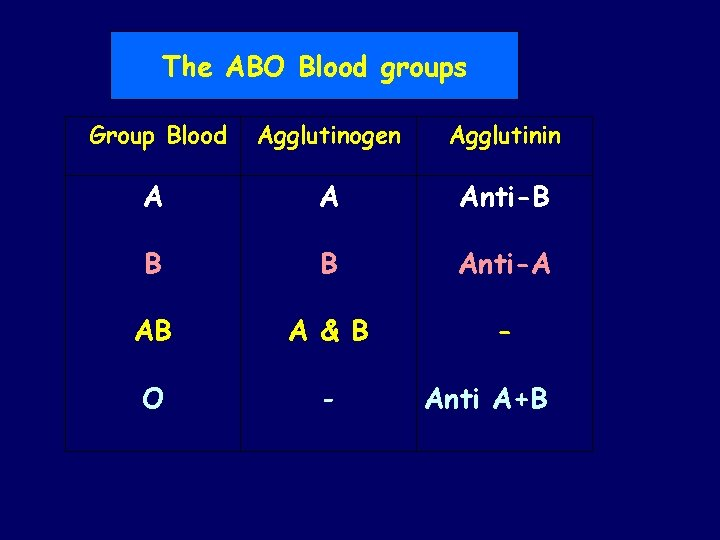 The ABO Blood groups
Group Blood Agglutinogen Agglutinin
A A Anti-B
B B Anti-A
AB A & B -
O - Anti A+B